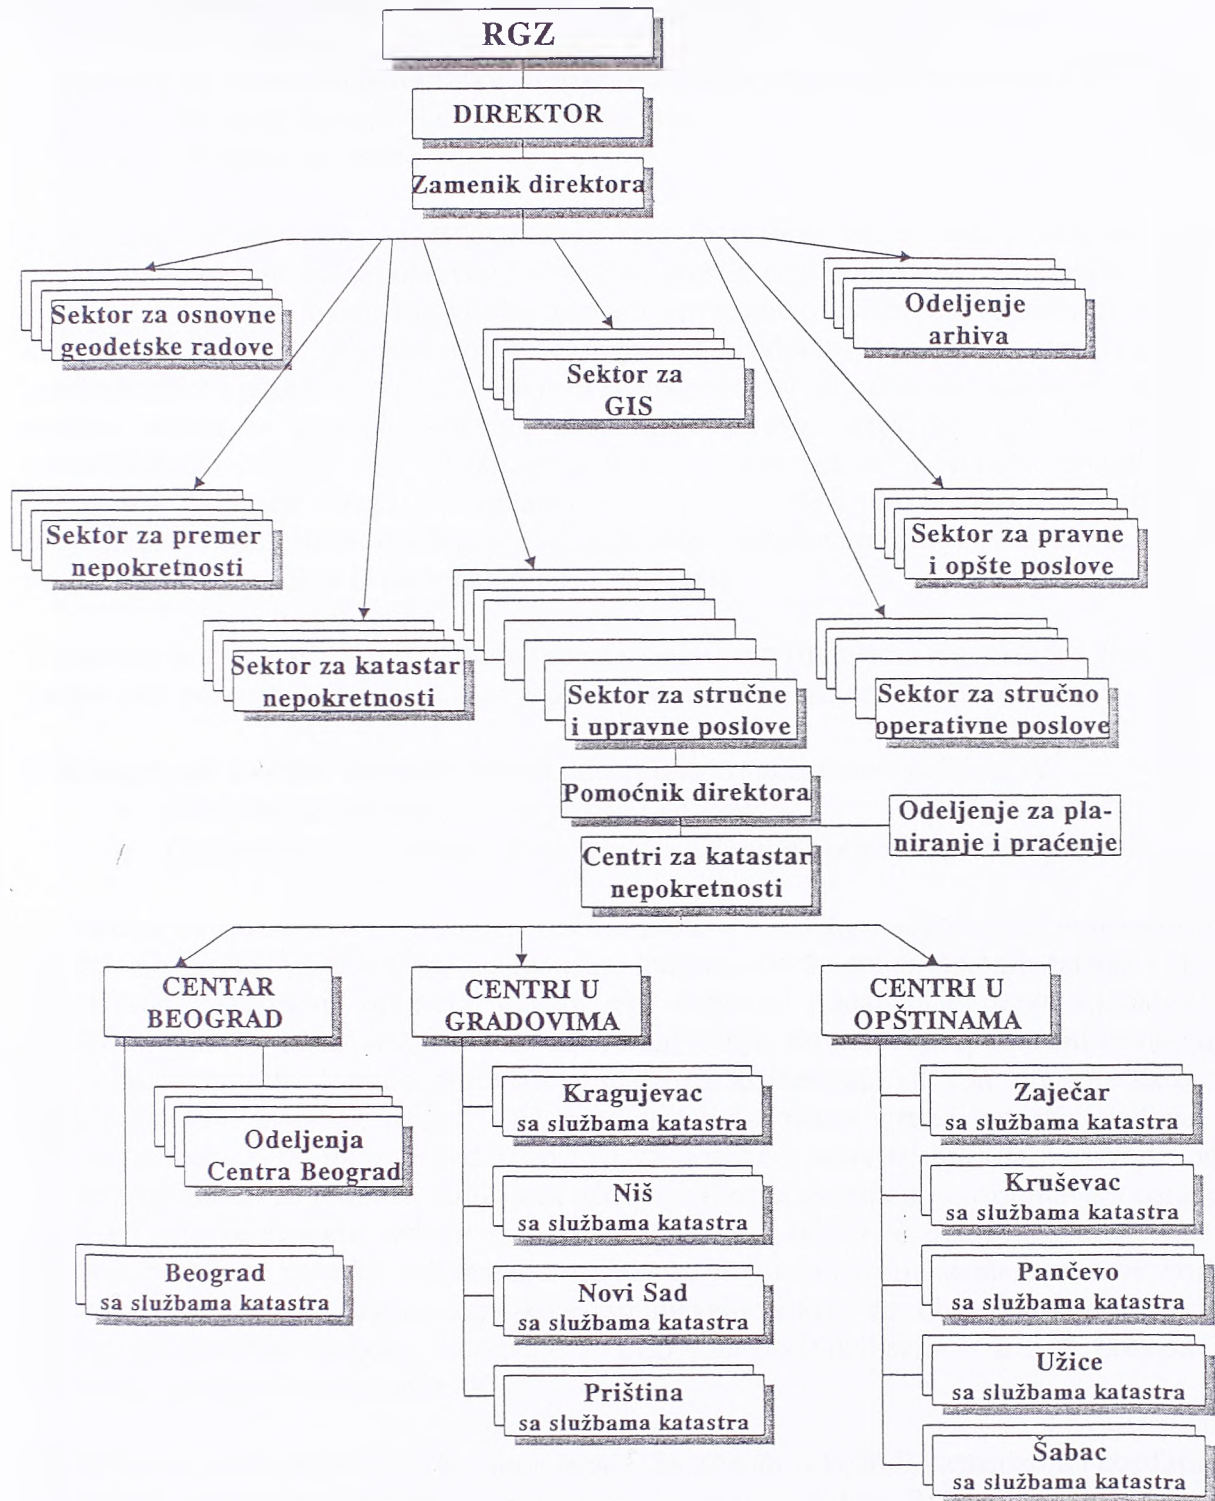 RGZ
DIREKTOR
Zamenik direktora
Sektor za osnovne
geodetske radove
Odeljenje
arhiva
Sektor za
GIS
Sektor za premer
nepokretnosti
Sektor za pravne
i opšte poslove
Sektor za katastar
nepokretnosti
Sektor za stručne
i upravne poslove
Sektor za stručno
operativne poslove
Pomoćnik direktora
Odeljenje za pla-
niranje i praćenje
Centri za katastar
nepokretnosti
CENTAR
BEOGRAD
Odeljenja
Centra Beograd
Beograd
sa službama katastra
CENTRI U
GRADOVIMA
Kragujevac
sa službama katastra
Niš
sa službama katastra
Novi Sad
sa službama katastra
Priština
sa službama katastra
CENTRI U
OPŠTINAMA
Zaječar
sa službama katastra
Kruševac
sa službama katastra
Pančevo
sa službama katastra
Užice
sa službama katastra
Šabac
sa službama katastra